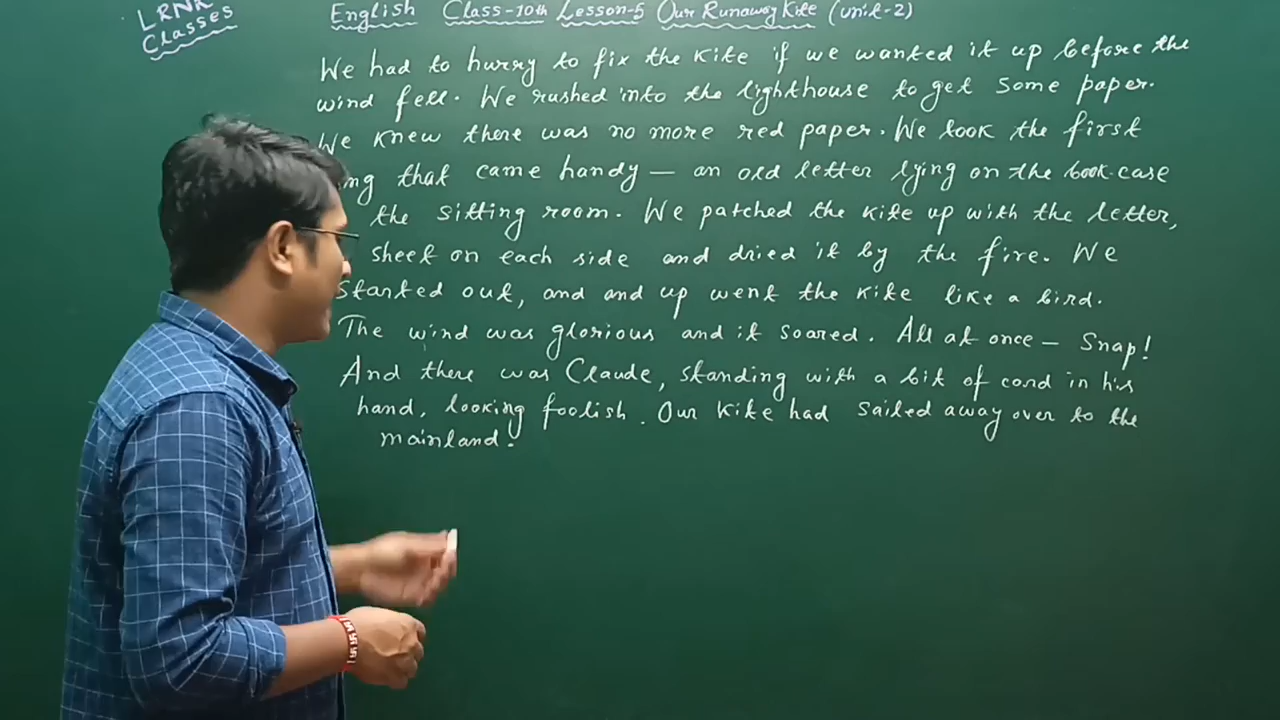 LRNR
Classes
English Class-10th Lesson-5 Our Runaway Kite (unit-2)
We had to hurry to fix the kite if we wanted it up before the
wind fell. We rushed into the lighthouse to get some paper.
We knew there was no more red paper. We took the first
ing that came handy — an old letter lying on the book-case
the sitting room. We patched the kite up with the letter,
sheet on each side and dried it by the fire. We
started out, and and up went the kite like a bird.
The wind was glorious and it soared. All at once — Snap!
And there was Claude, standing with a bit of cord in his
hand, looking foolish. Our kite had sailed away over to the
mainland.